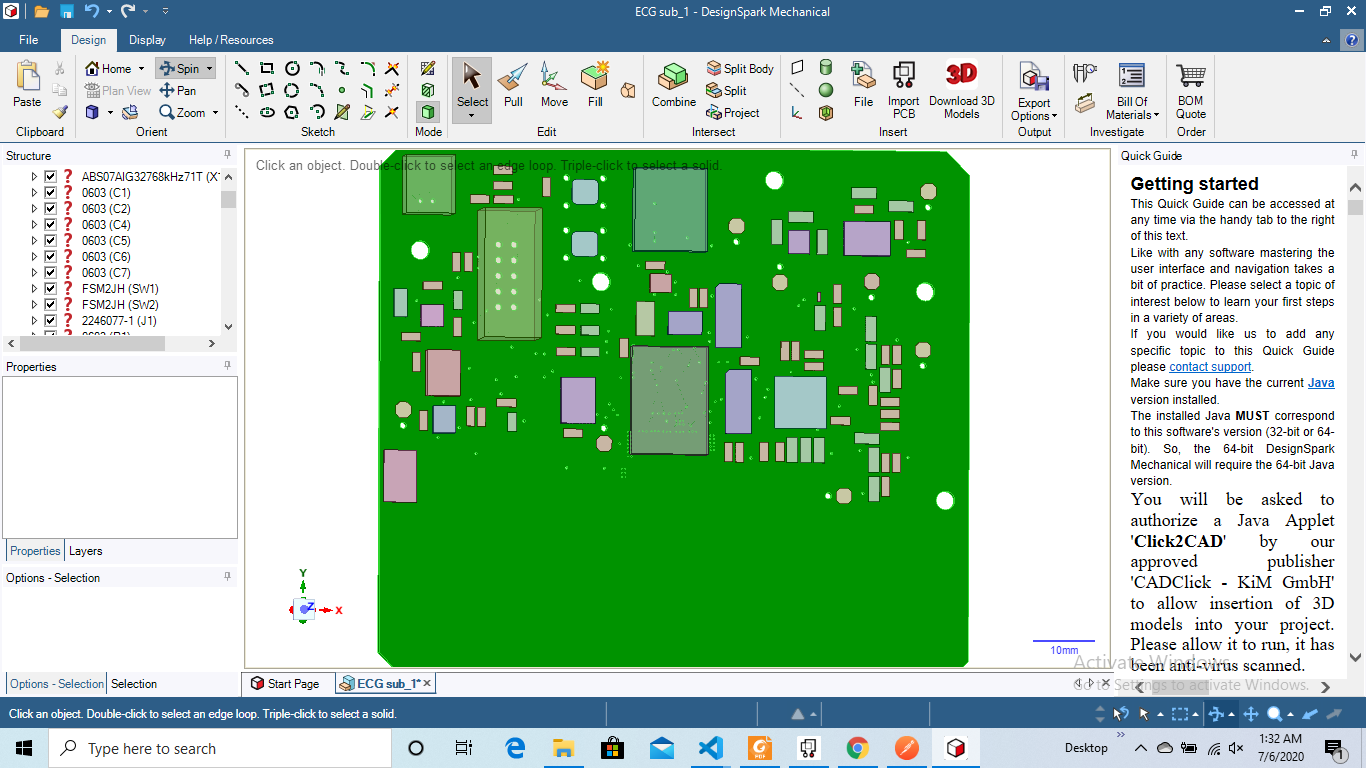 ECG sub_1 - DesignSpark Mechanical
File
Design
Display
Help / Resources
Paste
Clipboard
Home
Spin
Plan View
Pan
Zoom
Orient
Sketch
Mode
Select
Pull
Move
Fill
Edit
Combine
Split Body
Split
Project
Intersect
File
Import
PCB
3D
Download 3D
Models
Insert
Export
Options
Output
Bill Of
Materials
Investigate
BOM
Quote
Order
Structure
ABS07AIG32768kHz71T (X1
0603 (C1)
0603 (C2)
0603 (C4)
0603 (C5)
0603 (C6)
0603 (C7)
FSM2JH (SW1)
FSM2JH (SW2)
2246077-1 (J1)
Properties
Properties
Layers
Options - Selection
Options - Selection
Selection
Click an object. Double-click to select an edge loop. Triple-click to select a solid.
Y
Z
X
10mm
Start Page
ECG sub_1*
Quick Guide
Getting started
This Quick Guide can be accessed at
any time via the handy tab to the right
of this text.
Like with any software mastering the
user interface and navigation takes a
bit of practice. Please select a topic of
interest below to learn your first steps
in a variety of areas.
If you would like us to add any
specific topic to this Quick Guide
please contact support.
Make sure you have the current Java
version installed.
The installed Java MUST correspond
to this software's version (32-bit or 64-
bit). So, the 64-bit DesignSpark
Mechanical will require the 64-bit Java
version.
You will be asked to
authorize a Java Applet
'Click2CAD' by our
approved publisher
'CADClick - KiM GmbH'
to allow insertion of 3D
models into your project.
Please allow it to run, it has
been anti-virus scanned.
Activate Windows
Go to Settings to activate Windows.
Click an object. Double-click to select an edge loop. Triple-click to select a solid.
Type here to search
Desktop
1:32 AM
7/6/2020
1